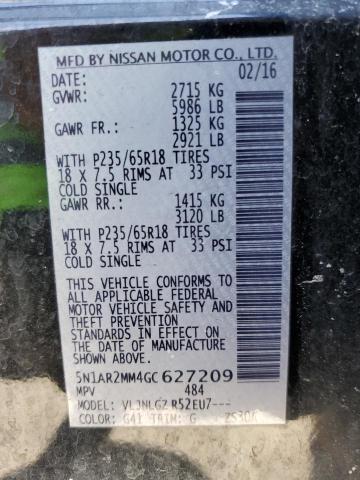 MFD BY NISSAN MOTOR CO., LTD.
DATE: 02/16
GVWR: 2715 KG
5986 LB
GAWR FR: 1325 KG
2921 LB
WITH P235/65R18 TIRES
18 X 7.5 RIMS AT 33 PSI
COLD SINGLE
GAWR RR: 1415 KG
3120 LB
WITH P235/65R18 TIRES
18 X 7.5 RIMS AT 33 PSI
COLD SINGLE
THIS VEHICLE CONFORMS TO
ALL APPLICABLE FEDERAL
MOTOR VEHICLE SAFETY
AND THEFT PREVENTION
STANDARDS IN EFFECT ON
THE DATE OF MANUFACTURE
SHOWN ABOVE.
5N1AR2MM4GC627209
MPV 484
MODEL: R52EU7---
COLOR: G41 TRIM: G